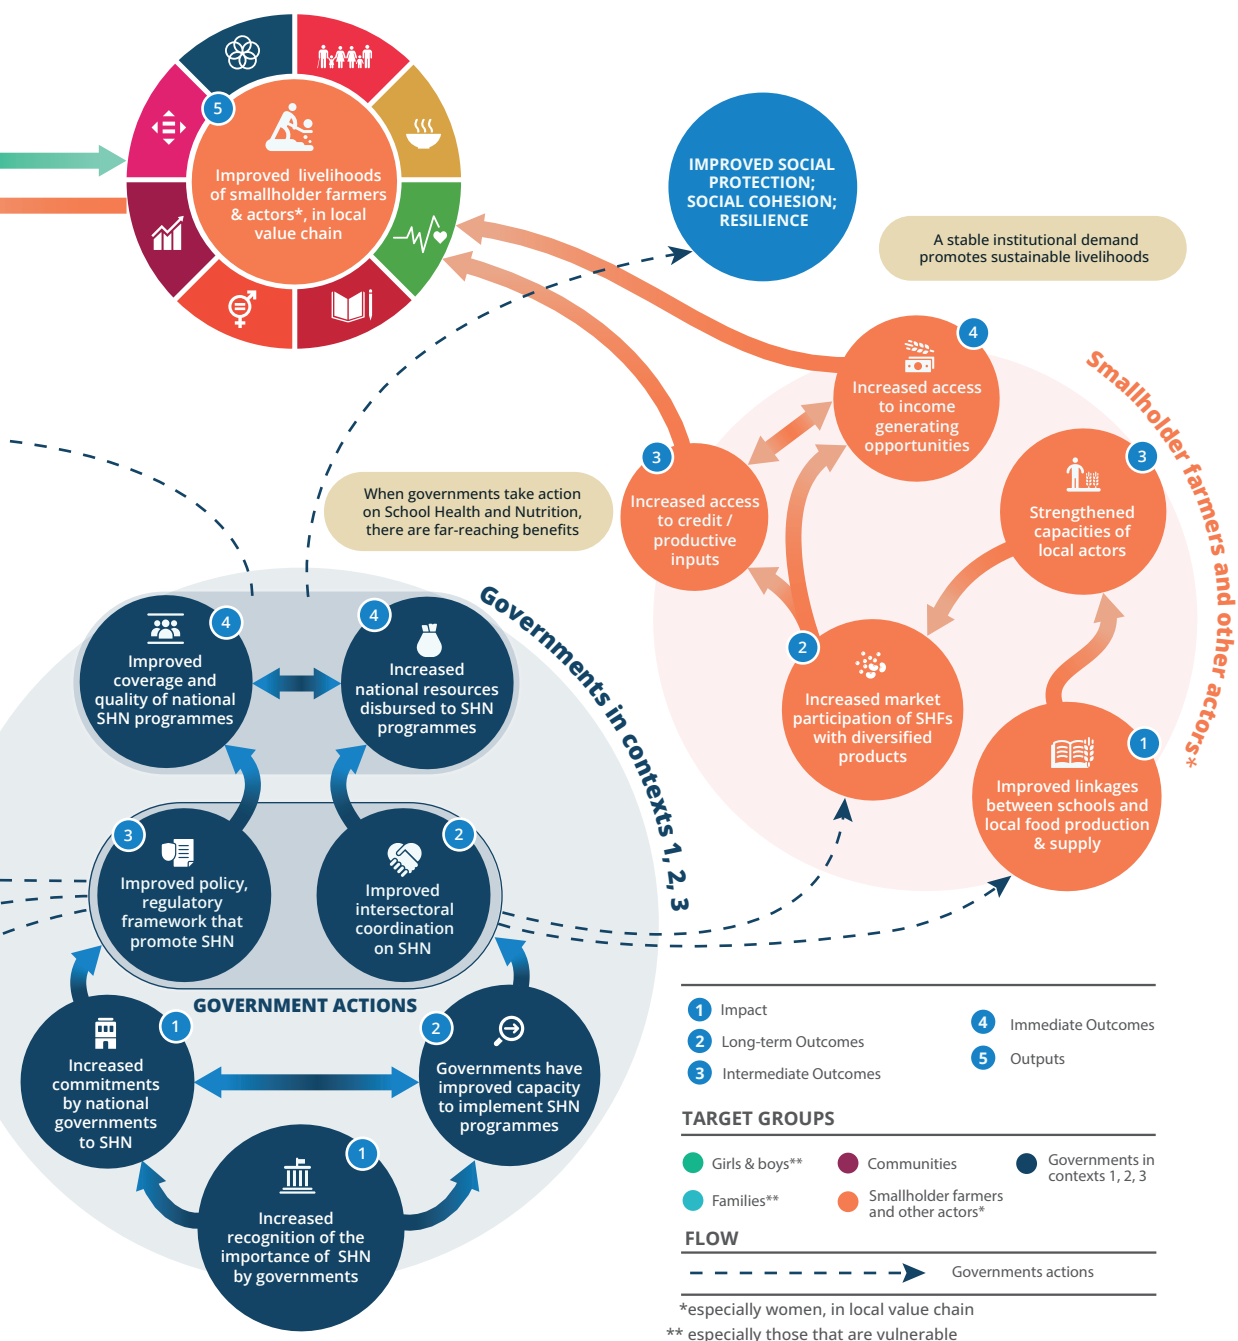 5
Improved livelihoods
of smallholder farmers
& actors*, in local
value chain
IMPROVED SOCIAL
PROTECTION;
SOCIAL COHESION;
RESILIENCE
A stable institutional demand
promotes sustainable livelihoods
4
Increased access
to income
generating
opportunities
Smallholder farmers and other actors*
3
Strengthened
capacities of
local actors
3
Increased access
to credit /
productive
inputs
When governments take action
on School Health and Nutrition,
there are far-reaching benefits
2
Increased market
participation of SHFs
with diversified
products
1
Improved linkages
between schools and
local food production
& supply
Governments in contexts 1, 2, 3
4
Improved
coverage and
quality of national
SHN programmes
4
Increased
national resources
disbursed to SHN
programmes
3
Improved policy,
regulatory
framework that
promote SHN
2
Improved
intersectoral
coordination
on SHN
GOVERNMENT ACTIONS
1
Increased
commitments
by national
governments
to SHN
2
Governments have
improved capacity
to implement SHN
programmes
1
Increased
recognition of the
importance of SHN
by governments
1 Impact
2 Long-term Outcomes
3 Intermediate Outcomes
4 Immediate Outcomes
5 Outputs
TARGET GROUPS
Girls & boys**
Families**
Communities
Smallholder farmers
and other actors*
Governments in
contexts 1, 2, 3
FLOW
Governments actions
*especially women, in local value chain
** especially those that are vulnerable